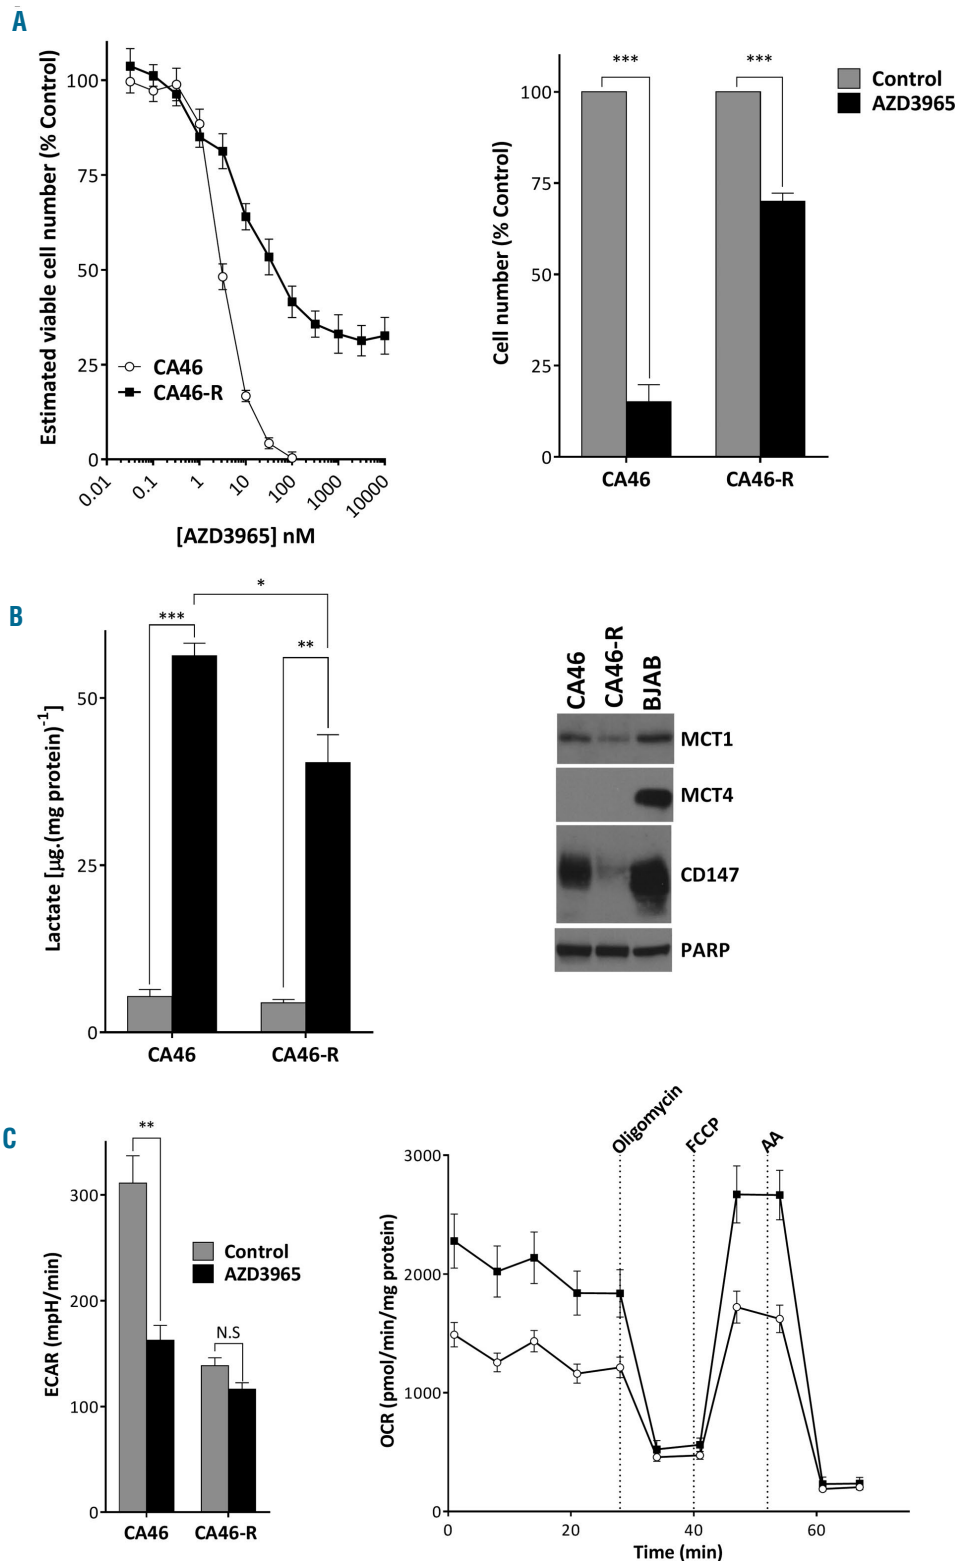 A
Estimated viable cell number (% Control)
100
75
50
25
0
CA46
CA46-R
0.01
0.1
1
10
100
1000
10000
[AZD3965] nM
Cell number (% Control)
100
75
50
25
0
***
***
Control
AZD3965
CA46
CA46-R
B
Lactate [µg.(mg protein)-1]
50
25
0
***
*
**
CA46
CA46-R
CA46
CA46-R
BJAB
MCT1
MCT4
CD147
PARP
C
ECAR (mpH/min)
300
200
100
0
**
N.S
Control
AZD3965
CA46
CA46-R
OCR (pmol/min/mg protein)
3000
2000
1000
0
Oligomycin
FCCP
AA
0
20
40
60
Time (min)